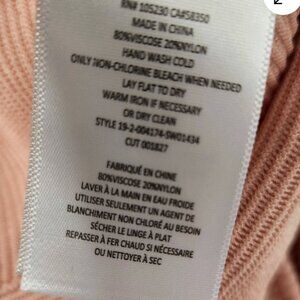 RN# 105230 CA#58350
MADE IN CHINA
80%VISCOSE 20%NYLON
HAND WASH COLD
ONLY NON-CHLORINE BLEACH WHEN NEEDED
LAY FLAT TO DRY
WARM IRON IF NECESSARY
OR DRY CLEAN
STYLE 19-2-004174-SW01434
CUT 001827
FABRIQUÉ EN CHINE
80%VISCOSE 20%NYLON
LAVER À LA MAIN EN EAU FROIDE
UTILISER SEULEMENT UN AGENT DE
BLANCHIMENT NON CHLORÉ AU BESOIN
SÉCHER LE LINGE À PLAT
REPASSER À FER CHAUD SI NÉCESSAIRE
OU NETTOYER À SEC